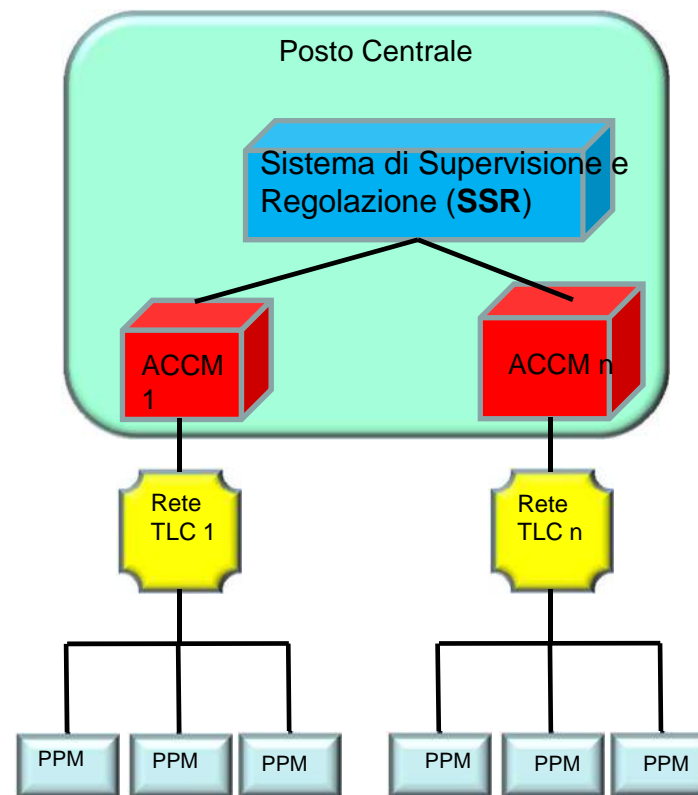 Posto Centrale
Sistema di Supervisione e
Regolazione (SSR)
ACCM
1
ACCM n
Rete
TLC 1
Rete
TLC n
PPM
PPM
PPM
PPM
PPM
PPM